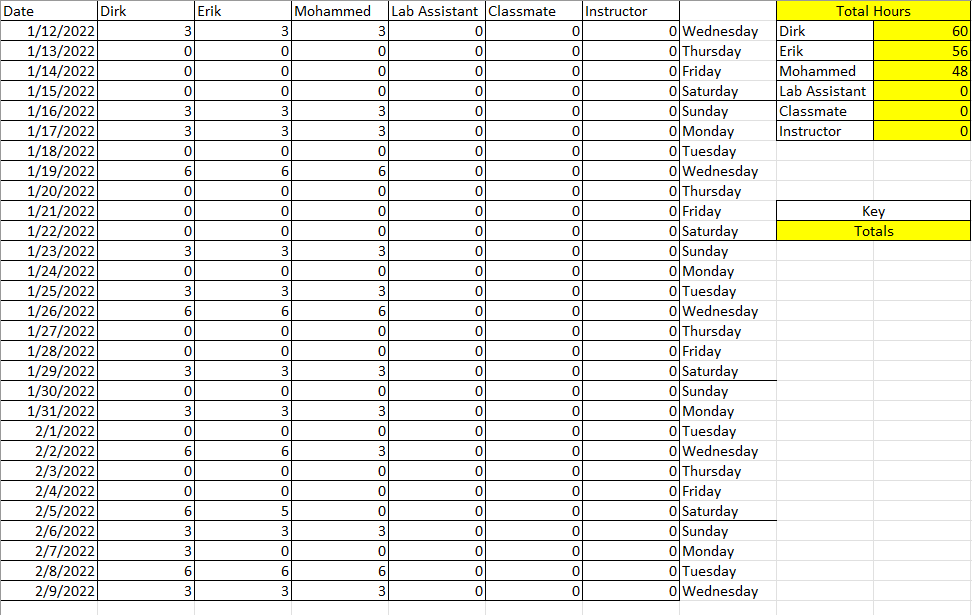 Date Dirk Erik Mohammed Lab Assistant Classmate Instructor Total Hours
1/12/2022 3 3 3 0 0 0 Wednesday Dirk 60
1/13/2022 0 0 0 0 0 0 Thursday Erik 56
1/14/2022 0 0 0 0 0 0 Friday Mohammed 48
1/15/2022 0 0 0 0 0 0 Saturday Lab Assistant 0
1/16/2022 3 3 3 0 0 0 Sunday Classmate 0
1/17/2022 3 3 3 0 0 0 Monday Instructor 0
1/18/2022 0 0 0 0 0 0 Tuesday
1/19/2022 6 6 6 0 0 0 Wednesday
1/20/2022 0 0 0 0 0 0 Thursday
1/21/2022 0 0 0 0 0 0 Friday Key
1/22/2022 0 0 0 0 0 0 Saturday Totals
1/23/2022 3 3 3 0 0 0 Sunday
1/24/2022 0 0 0 0 0 0 Monday
1/25/2022 3 3 3 0 0 0 Tuesday
1/26/2022 6 6 6 0 0 0 Wednesday
1/27/2022 0 0 0 0 0 0 Thursday
1/28/2022 0 0 0 0 0 0 Friday
1/29/2022 3 3 3 0 0 0 Saturday
1/30/2022 0 0 0 0 0 0 Sunday
1/31/2022 3 3 3 0 0 0 Monday
2/1/2022 0 0 0 0 0 0 Tuesday
2/2/2022 6 6 3 0 0 0 Wednesday
2/3/2022 0 0 0 0 0 0 Thursday
2/4/2022 0 0 0 0 0 0 Friday
2/5/2022 6 5 0 0 0 0 Saturday
2/6/2022 3 3 3 0 0 0 Sunday
2/7/2022 3 0 0 0 0 0 Monday
2/8/2022 6 6 6 0 0 0 Tuesday
2/9/2022 3 3 3 0 0 0 Wednesday